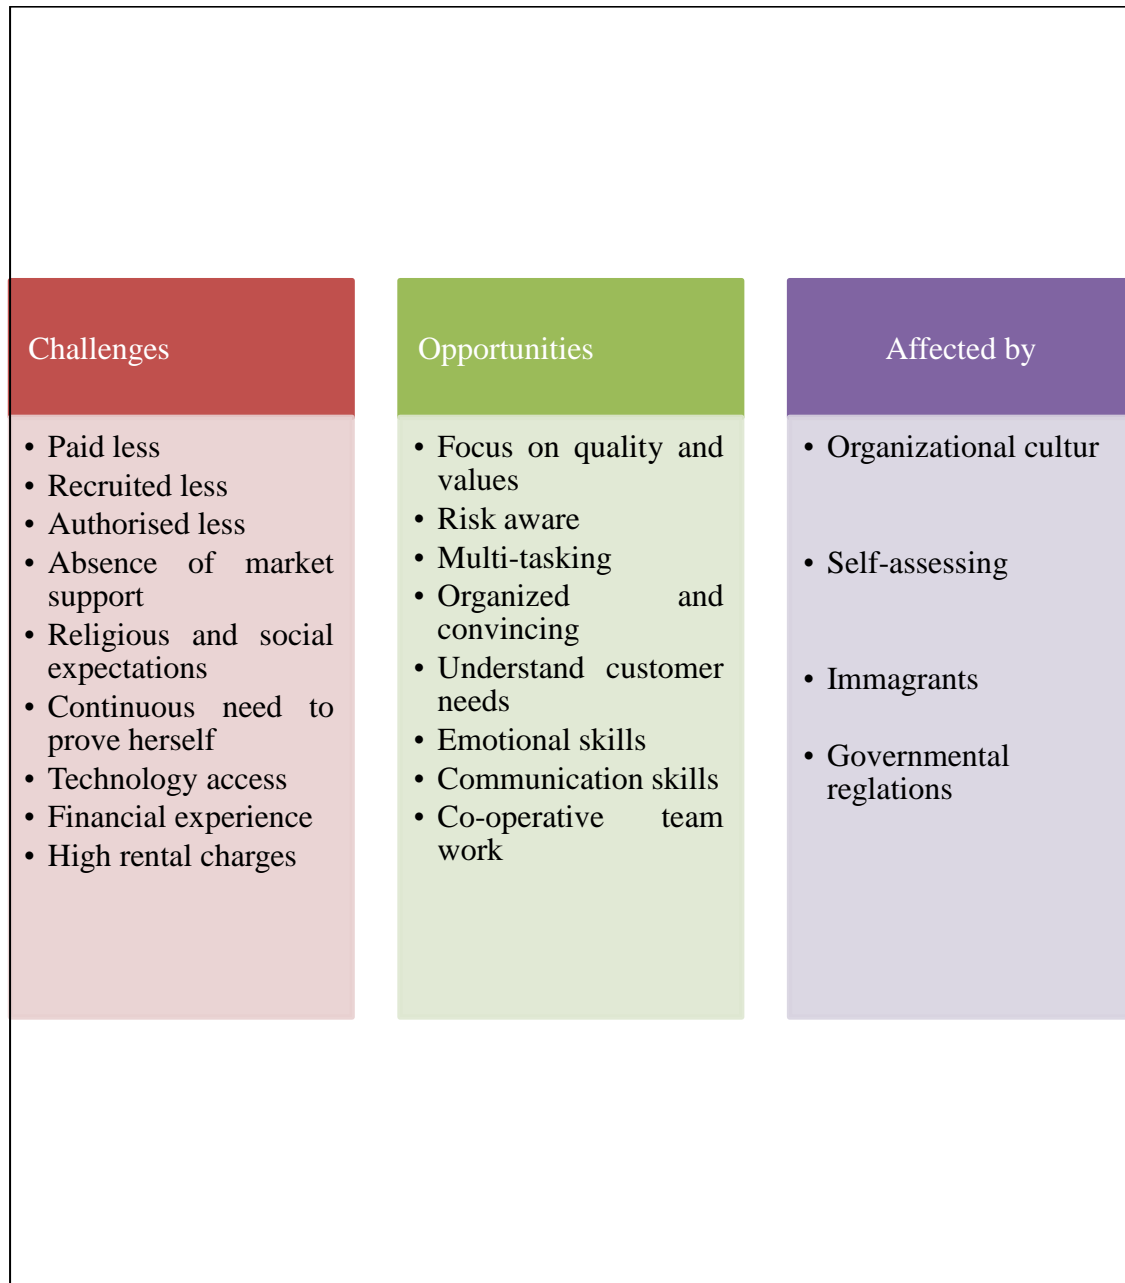 Challenges
• Paid less
• Recruited less
• Authorised less
• Absence of market
support
• Religious and social
expectations
• Continuous need to
prove herself
• Technology access
• Financial experience
• High rental charges
Opportunities
• Focus on quality and
values
• Risk aware
• Multi-tasking
• Organized and
convincing
• Understand customer
needs
• Emotional skills
• Communication skills
• Co-operative team
work
Affected by
• Organizational cultur
• Self-assessing
• Immagrants
• Governmental
reglations